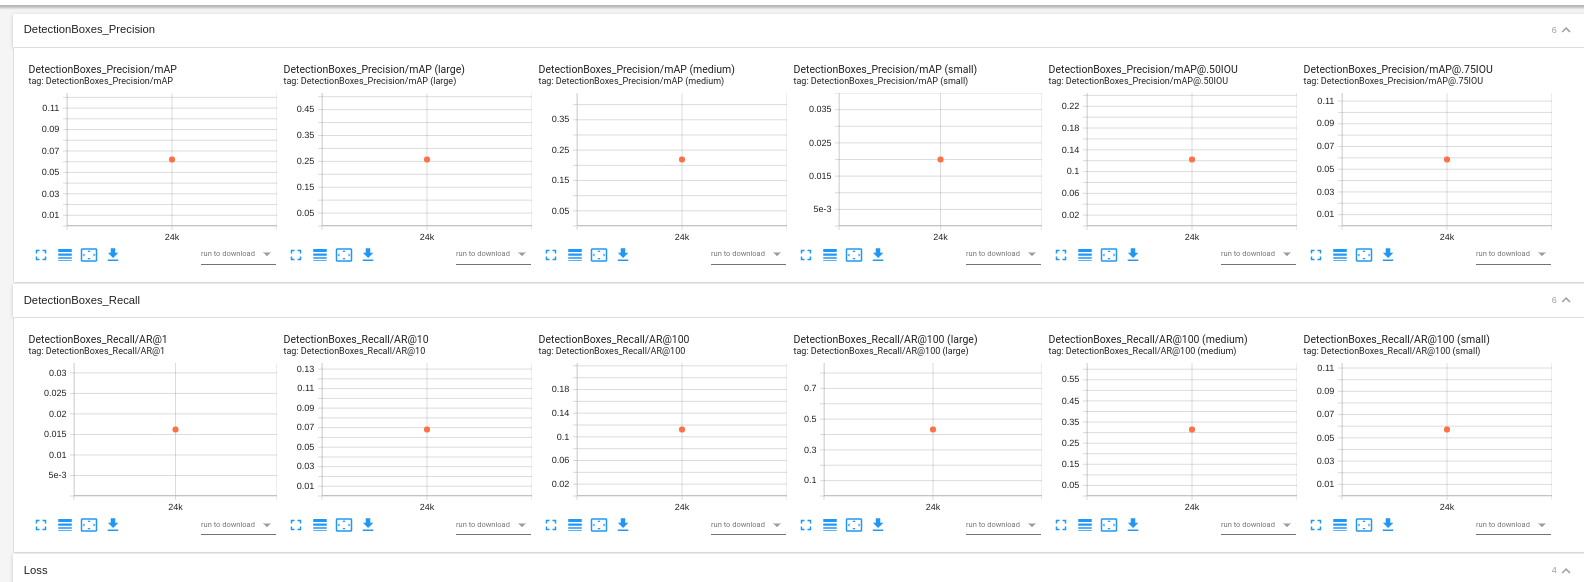 DetectionBoxes_Precision
6
DetectionBoxes_Precision/mAP
tag: DetectionBoxes_Precision/mAP
0.11
0.09
0.07
0.05
0.03
0.01
24k
run to download
DetectionBoxes_Precision/mAP (large)
tag: DetectionBoxes_Precision/mAP (large)
0.45
0.35
0.25
0.15
0.05
24k
run to download
DetectionBoxes_Precision/mAP (medium)
tag: DetectionBoxes_Precision/mAP (medium)
0.35
0.25
0.15
0.05
24k
run to download
DetectionBoxes_Precision/mAP (small)
tag: DetectionBoxes_Precision/mAP (small)
0.035
0.025
0.015
5e-3
24k
run to download
DetectionBoxes_Precision/mAP@.50IOU
tag: DetectionBoxes_Precision/mAP@.50IOU
0.22
0.18
0.14
0.1
0.06
0.02
24k
run to download
DetectionBoxes_Precision/mAP@.75IOU
tag: DetectionBoxes_Precision/mAP@.75IOU
0.11
0.09
0.07
0.05
0.03
0.01
24k
run to download
DetectionBoxes_Recall
6
DetectionBoxes_Recall/AR@1
tag: DetectionBoxes_Recall/AR@1
0.03
0.025
0.02
0.015
0.01
5e-3
24k
run to download
DetectionBoxes_Recall/AR@10
tag: DetectionBoxes_Recall/AR@10
0.13
0.11
0.09
0.07
0.05
0.03
0.01
24k
run to download
DetectionBoxes_Recall/AR@100
tag: DetectionBoxes_Recall/AR@100
0.18
0.14
0.1
0.06
0.02
24k
run to download
DetectionBoxes_Recall/AR@100 (large)
tag: DetectionBoxes_Recall/AR@100 (large)
0.7
0.5
0.3
0.1
24k
run to download
DetectionBoxes_Recall/AR@100 (medium)
tag: DetectionBoxes_Recall/AR@100 (medium)
0.55
0.45
0.35
0.25
0.15
0.05
24k
run to download
DetectionBoxes_Recall/AR@100 (small)
tag: DetectionBoxes_Recall/AR@100 (small)
0.11
0.09
0.07
0.05
0.03
0.01
24k
run to download
Loss
4